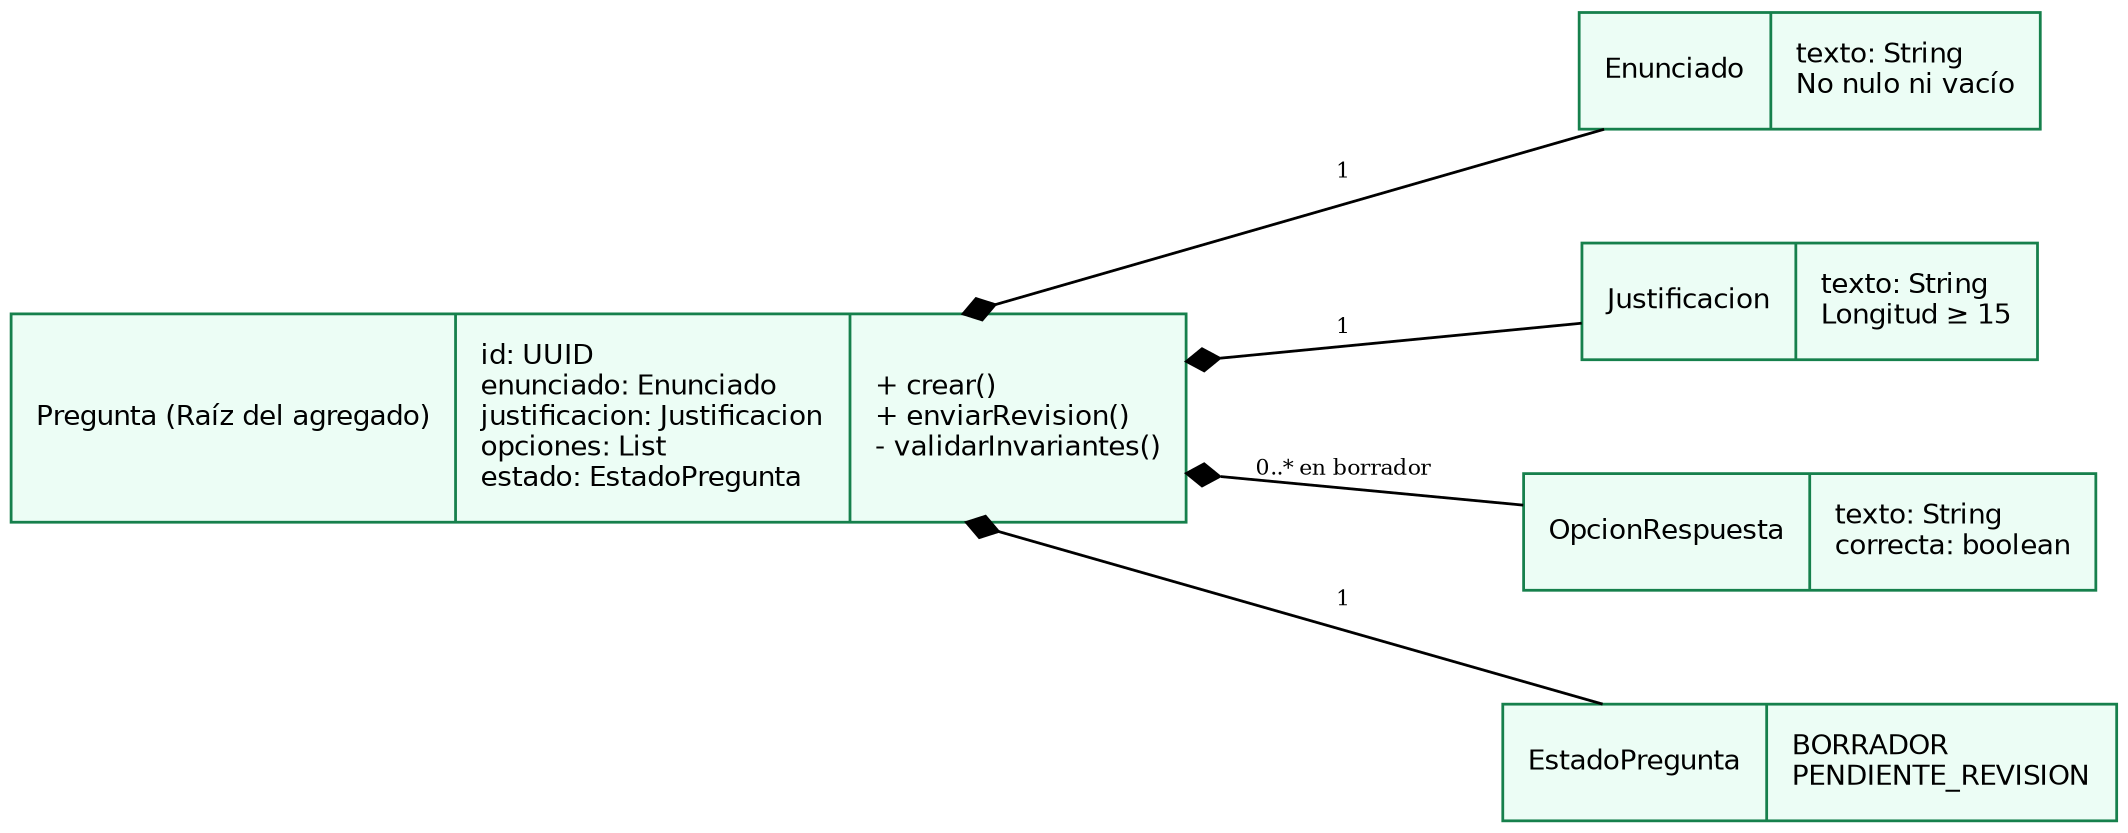 Enunciado
texto: String
No nulo ni vacío
1
Justificacion
texto: String
Longitud ≥ 15
1
Pregunta (Raíz del agregado)
id: UUID
enunciado: Enunciado
justificacion: Justificacion
opciones: List
estado: EstadoPregunta
+ crear()
+ enviarRevision()
- validarInvariantes()
0..* en borrador
OpcionRespuesta
texto: String
correcta: boolean
1
EstadoPregunta
BORRADOR
PENDIENTE_REVISION